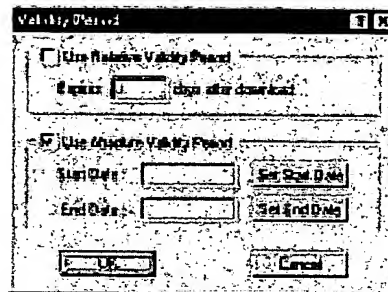 Validity Period
Use Relative Validity Period
Expires days after download
Use Absolute Validity Period
Start Date Set Start Date
End Date Set End Date
OK Cancel